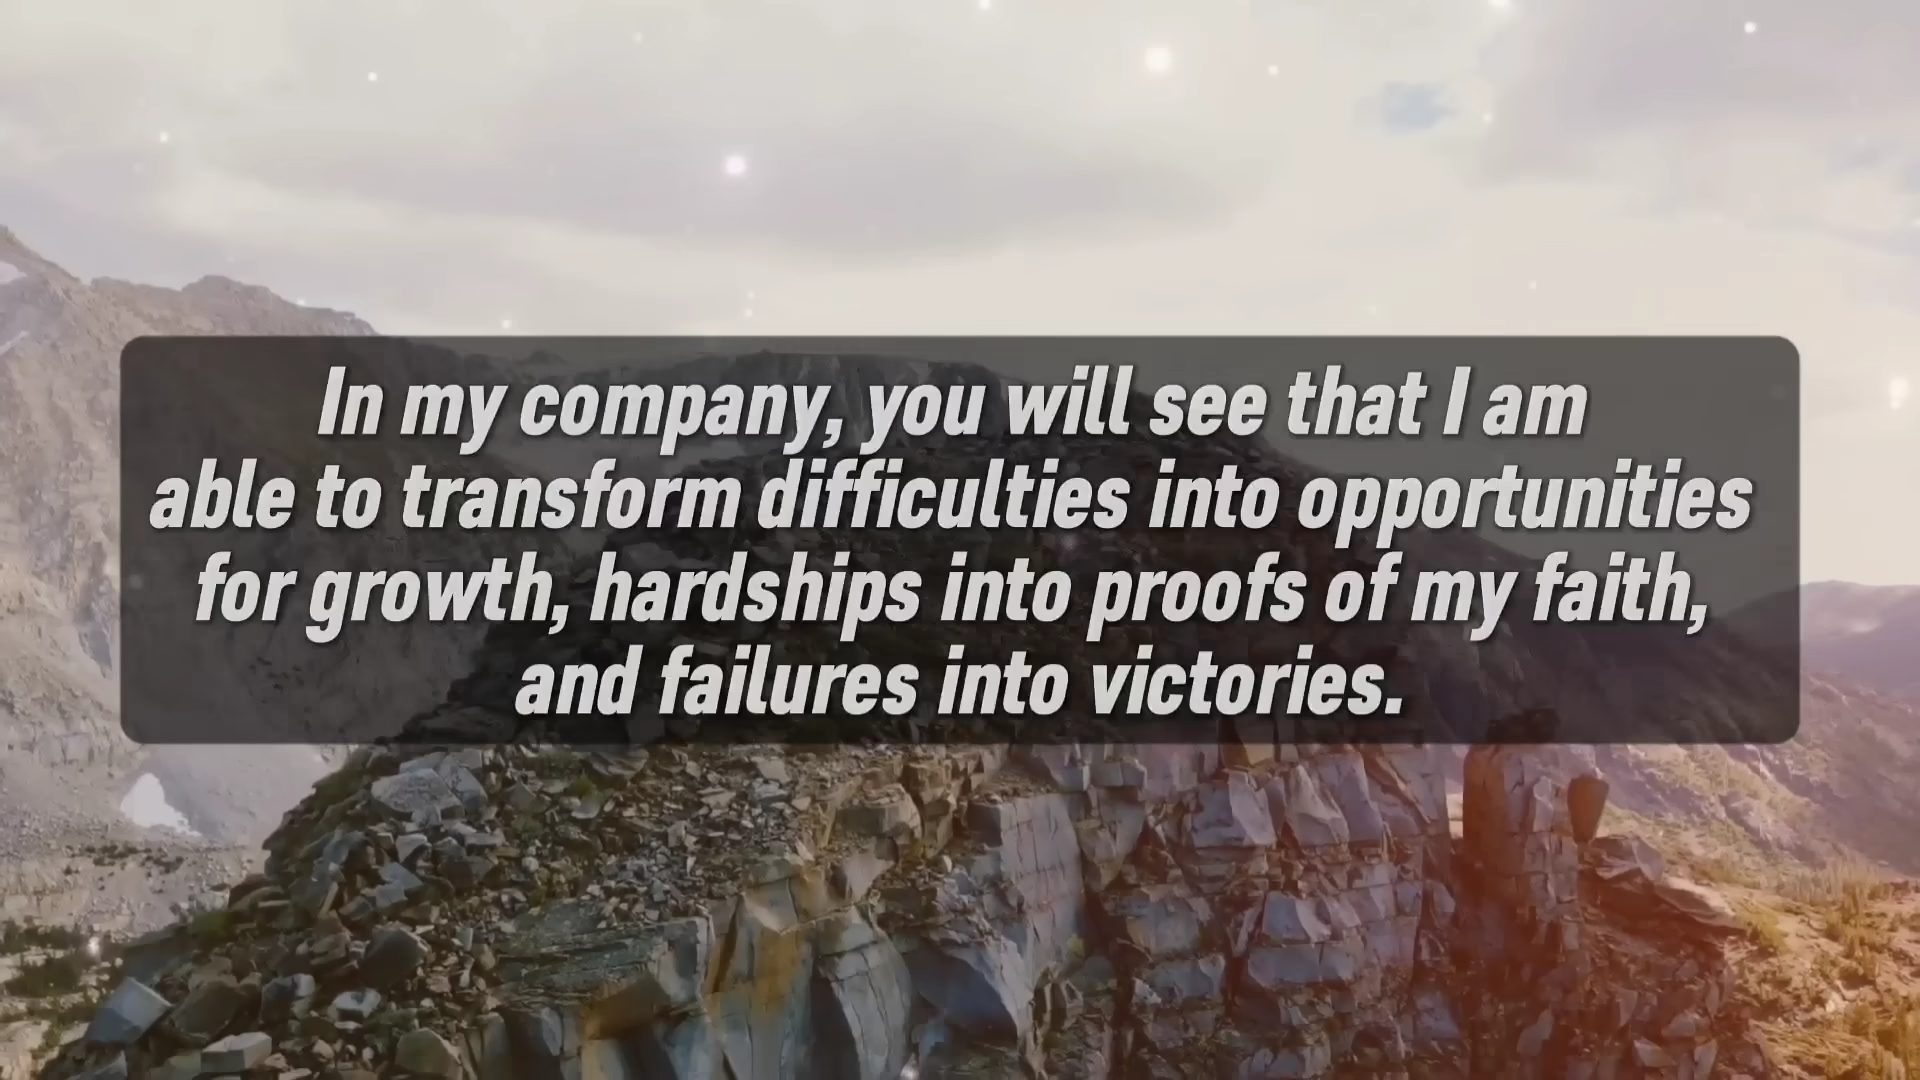 In my company, you will see that I am
able to transform difficulties into opportunities
for growth, hardships into proofs of my faith,
and failures into victories.